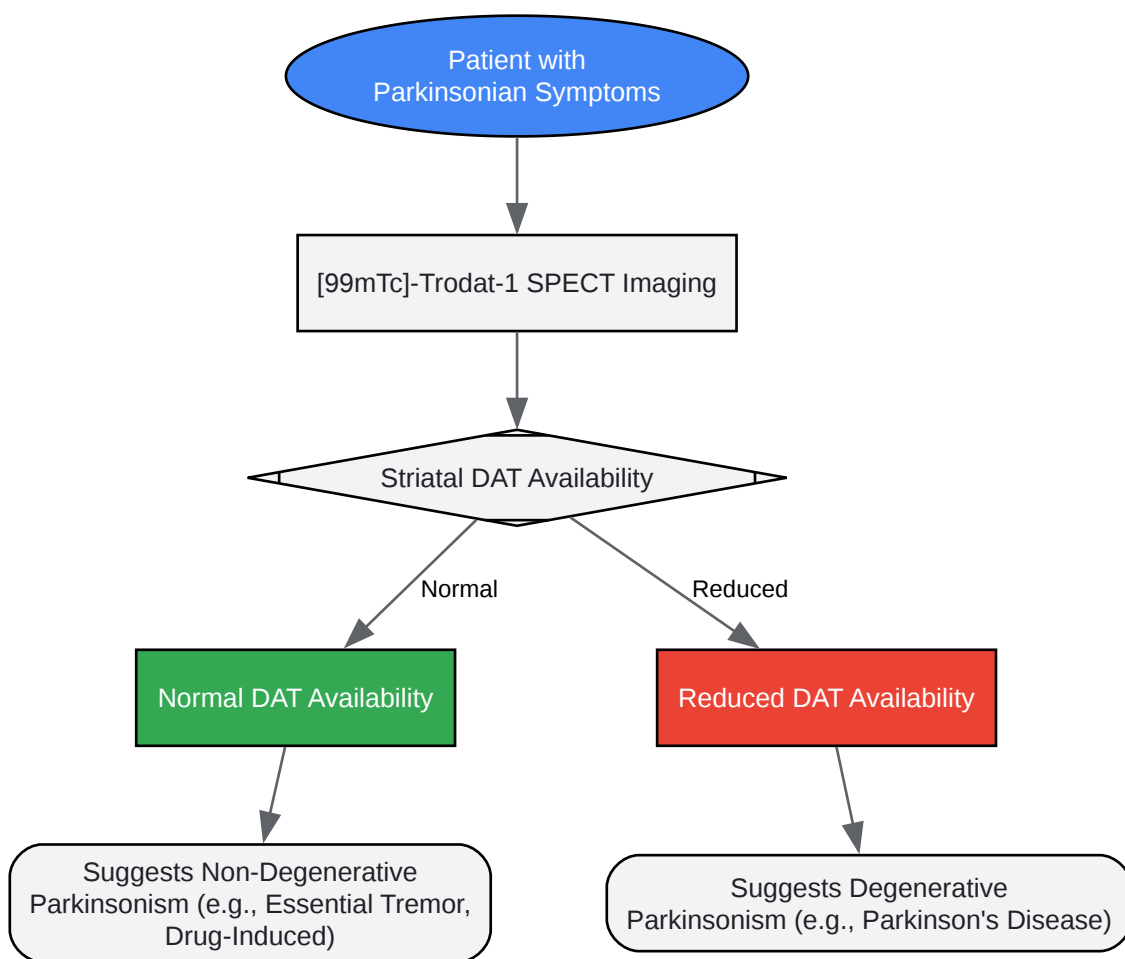 Patient with
Parkinsonian Symptoms
[99mTc]-Trodat-1 SPECT Imaging
Striatal DAT Availability
Normal
Reduced
Normal DAT Availability
Reduced DAT Availability
Suggests Non-Degenerative
Parkinsonism (e.g., Essential Tremor,
Drug-Induced)
Suggests Degenerative
Parkinsonism (e.g., Parkinson's Disease)